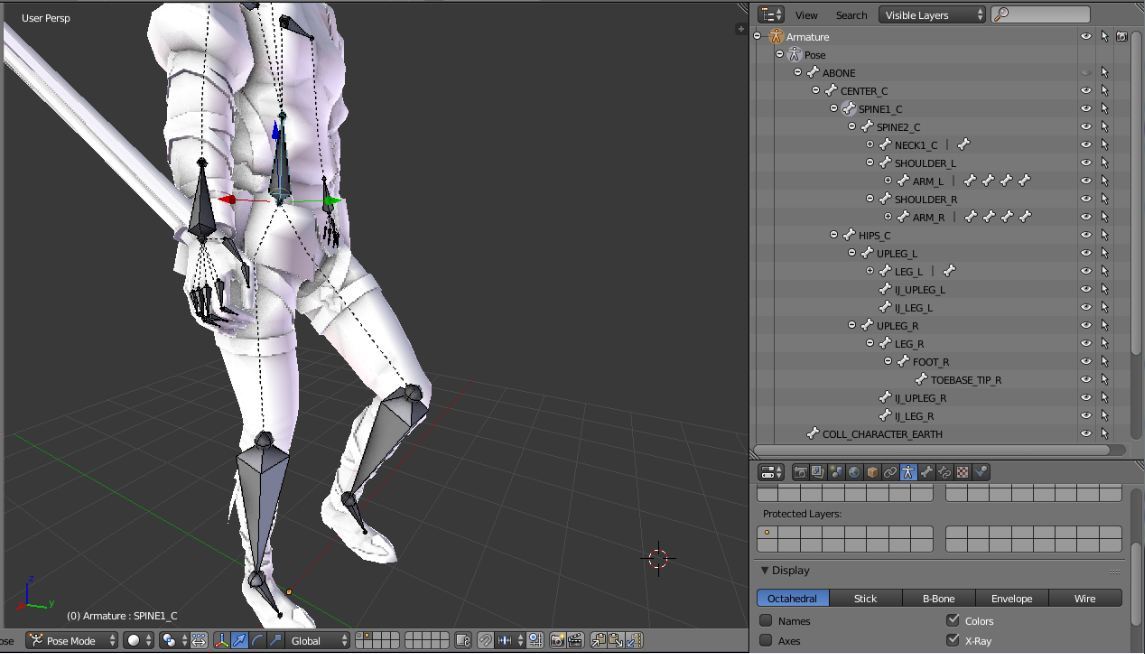 User Persp
View Search Visible Layers
Armature
Pose
ABONE
CENTER_C
SPINE1_C
SPINE2_C
NECK1_C |
SHOULDER_L
ARM_L |
SHOULDER_R
ARM_R |
HIPS_C
UPLEG_L
LEG_L |
IJ_UPLEG_L
IJ_LEG_L
UPLEG_R
LEG_R
FOOT_R
TOEBASE_TIP_R
IJ_UPLEG_R
IJ_LEG_R
COLL_CHARACTER_EARTH
Protected Layers:
Display
Octahedral Stick B-Bone Envelope Wire
Names Colors
Axes X-Ray
z
y
(0) Armature : SPINE1_C
ose Pose Mode Global